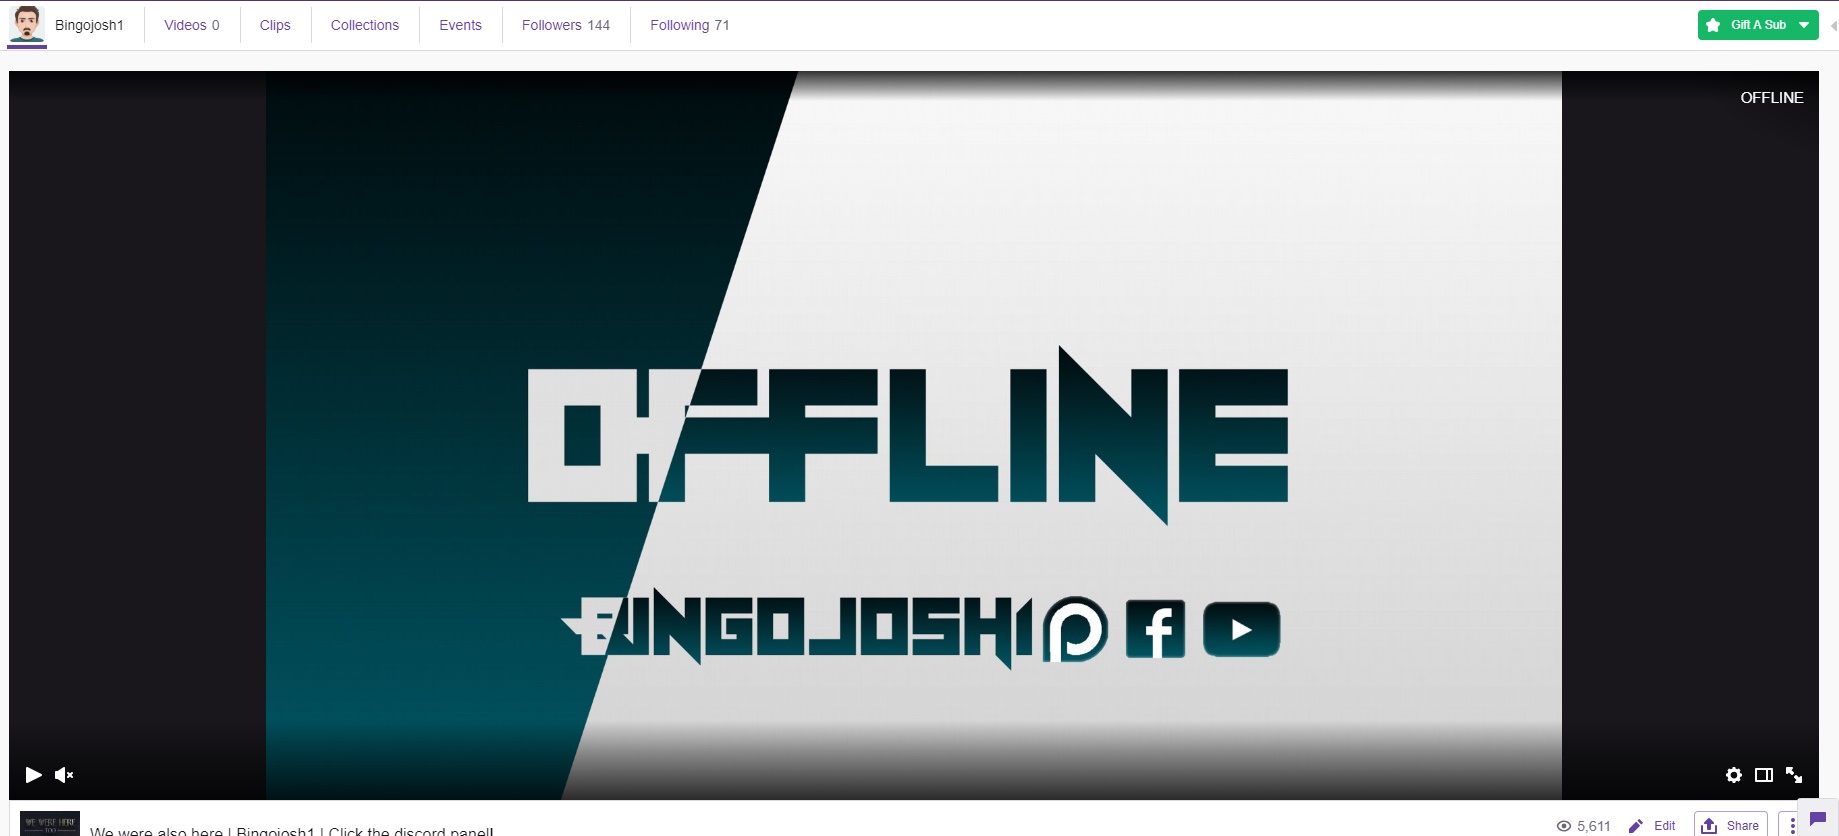 Bingojosh1 Videos 0 Clips Collections Events Followers 144 Following 71 Gift A Sub
OFFLINE
OFFLINE
BINGOJOSH1
WE WERE HERE
TOO
We were also here | Bingojosh1 | Click the discord panel! 5,611 Edit Share